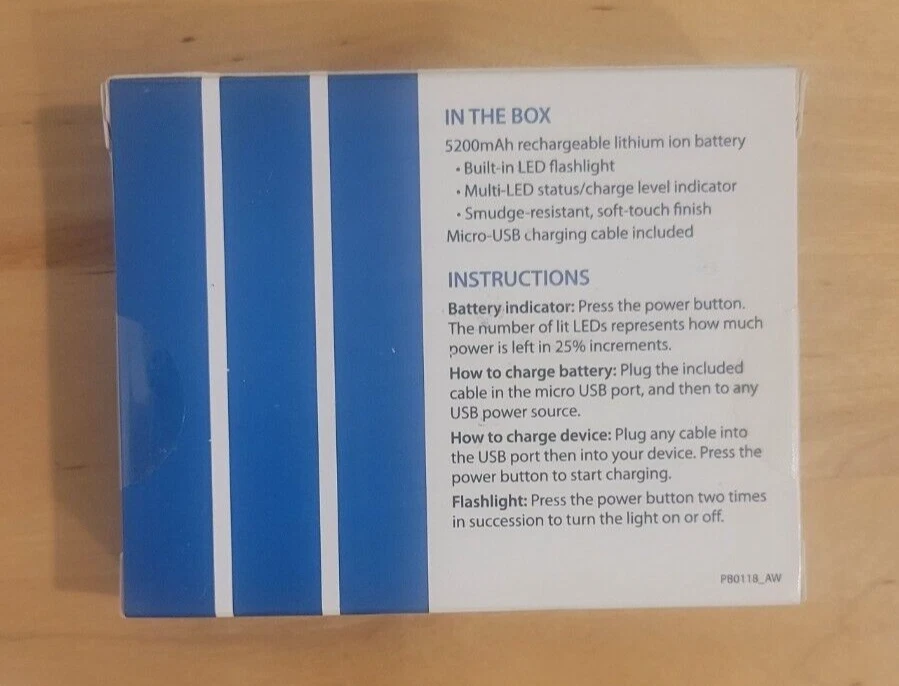 IN THE BOX
5200mAh rechargeable lithium ion battery
• Built-in LED flashlight
• Multi-LED status/charge level indicator
• Smudge-resistant, soft-touch finish
Micro-USB charging cable included
INSTRUCTIONS
Battery indicator: Press the power button.
The number of lit LEDs represents how much
power is left in 25% increments.
How to charge battery: Plug the included
cable in the micro USB port, and then to any
USB power source.
How to charge device: Plug any cable into
the USB port then into your device. Press the
power button to start charging.
Flashlight: Press the power button two times
in succession to turn the light on or off.
PB0118_AW